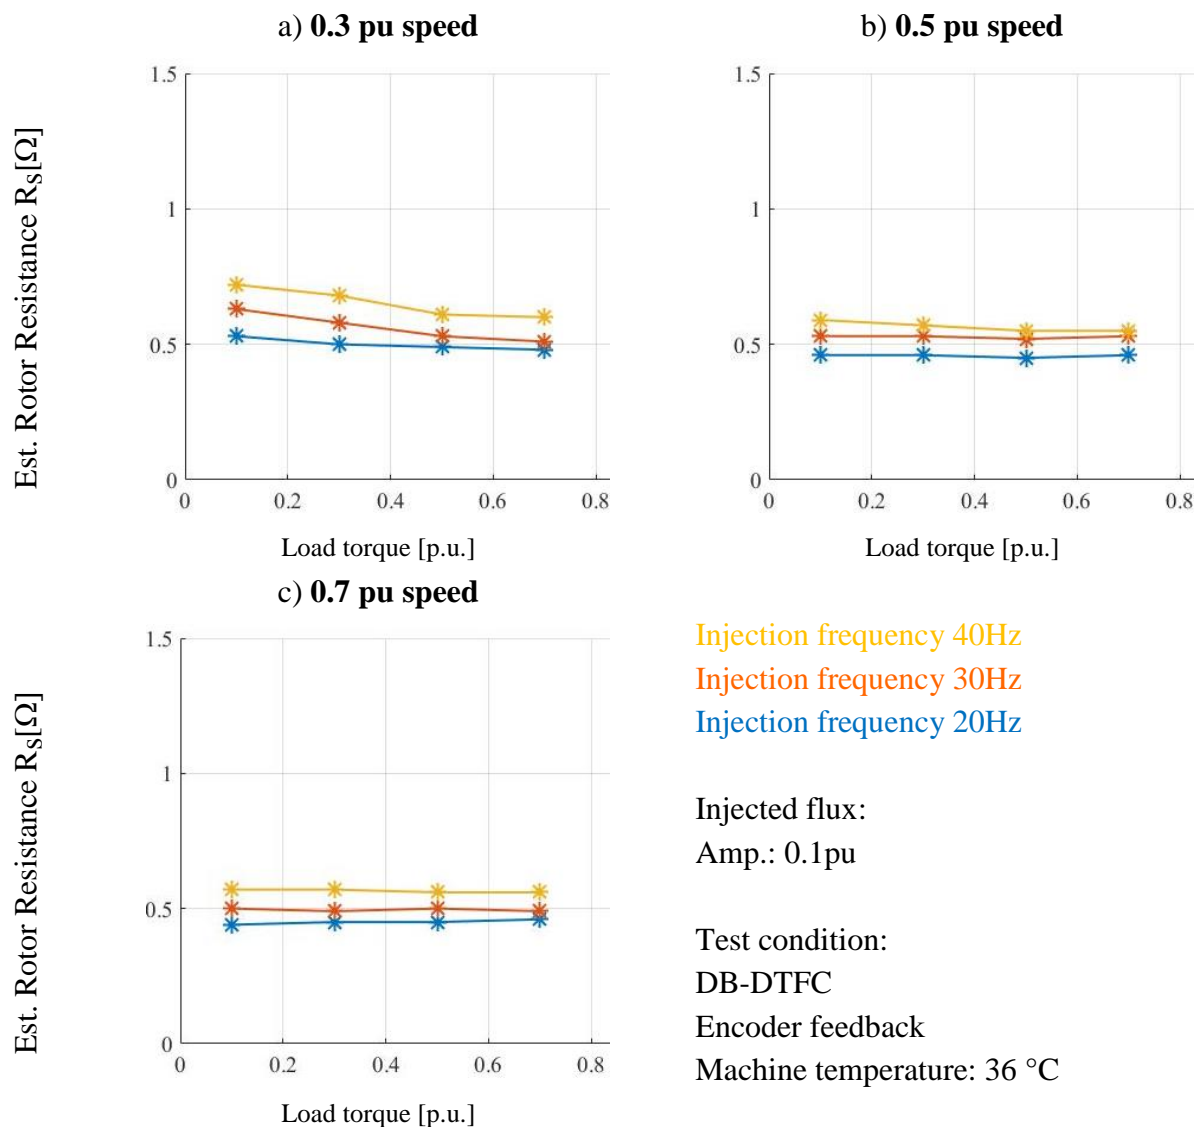 a) 0.3 pu speed
Est. Rotor Resistance Rs[Ω]
1.5
1
0.5
0
0 0.2 0.4 0.6 0.8
Load torque [p.u.]
b) 0.5 pu speed
1.5
1
0.5
0
0 0.2 0.4 0.6 0.8
Load torque [p.u.]
c) 0.7 pu speed
Est. Rotor Resistance Rs[Ω]
1.5
1
0.5
0
0 0.2 0.4 0.6 0.8
Load torque [p.u.]
Injection frequency 40Hz
Injection frequency 30Hz
Injection frequency 20Hz
Injected flux:
Amp.: 0.1pu
Test condition:
DB-DTFC
Encoder feedback
Machine temperature: 36 °C